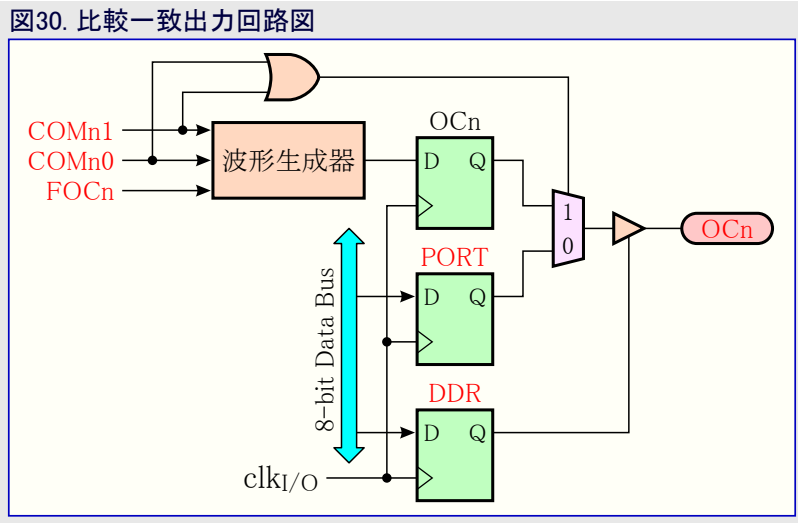 図30. 比較一致出力回路図
COMn1
COMn0
FOCn
波形生成器
OCn
D Q
1
0
OCn
PORT
D Q
8-bit Data Bus
DDR
D Q
clkI/O